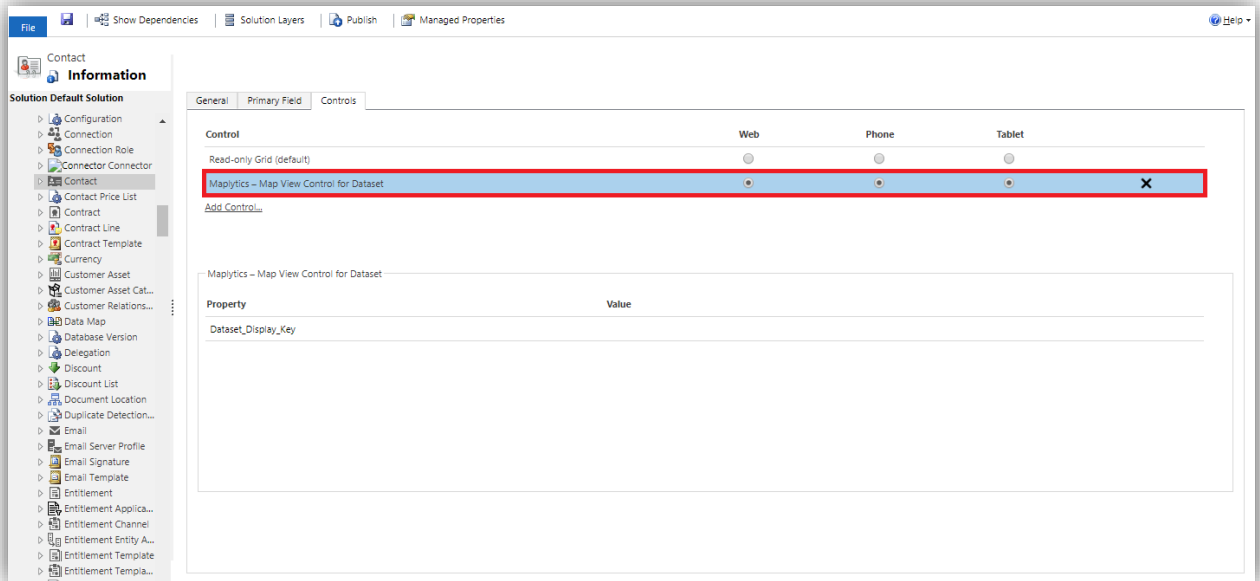 File
Show Dependencies
Solution Layers
Publish
Managed Properties
Help
Contact
Information
Solution Default Solution
Configuration
Connection
Connection Role
Connector Connector
Contact
Contact Price List
Contract
Contract Line
Contract Template
Currency
Customer Asset
Customer Asset Cat...
Customer Relations...
Data Map
Database Version
Delegation
Discount
Discount List
Document Location
Duplicate Detection...
Email
Email Server Profile
Email Signature
Email Template
Entitlement
Entitlement Applica...
Entitlement Channel
Entitlement Entity A...
Entitlement Template
Entitlement Templa...
General Primary Field Controls
Control Web Phone Tablet
Read-only Grid (default)
Maplytics – Map View Control for Dataset
Add Control...
Maplytics – Map View Control for Dataset
Property Value
Dataset_Display_Key